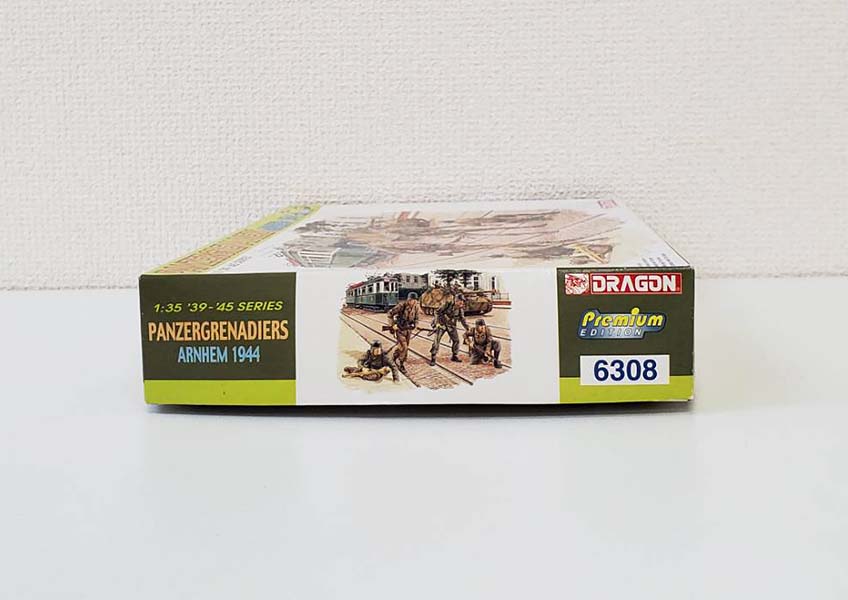 1:35 '39-'45 SERIES
PANZERGRENADIERS
ARNHEM 1944
DRAGON
Premium
EDITION
6308